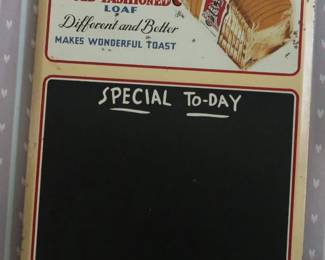 OLD FASHIONED
LOAF
Different and Better
MAKES WONDERFUL TOAST
SPECIAL TO-DAY